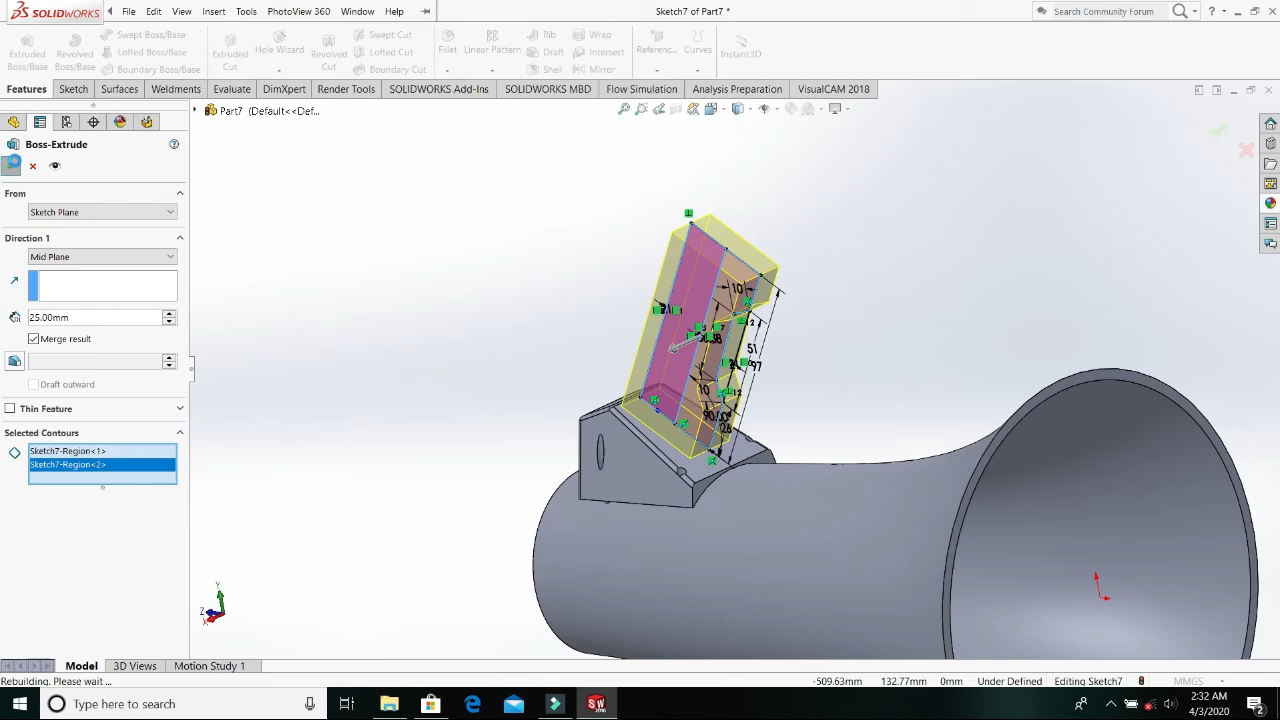 SOLIDWORKS
File Edit View Insert Tools PhotoView 360 Window Help
Sketch7 of Part7 *
Search Community Forum
Extruded Boss/Base
Revolved Boss/Base
Swept Boss/Base
Lofted Boss/Base
Boundary Boss/Base
Extruded Cut
Hole Wizard
Revolved Cut
Swept Cut
Lofted Cut
Boundary Cut
Fillet
Linear Pattern
Rib
Draft
Shell
Wrap
Intersect
Mirror
Referenc...
Curves
Instant3D
Features Sketch Surfaces Weldments Evaluate DimXpert Render Tools SOLIDWORKS Add-Ins SOLIDWORKS MBD Flow Simulation Analysis Preparation VisualCAM 2018
Part7 (Default<<Def...
Boss-Extrude
From
Sketch Plane
Direction 1
Mid Plane
25.00mm
Merge result
Draft outward
Thin Feature
Selected Contours
Sketch7-Region<1>
Sketch7-Region<2>
10
51
97
10
26
Y
Z
X
Model 3D Views Motion Study 1
Rebuilding. Please wait ...
-509.63mm 132.77mm 0mm Under Defined Editing Sketch7 MMGS
Type here to search
2:32 AM
4/3/2020
2